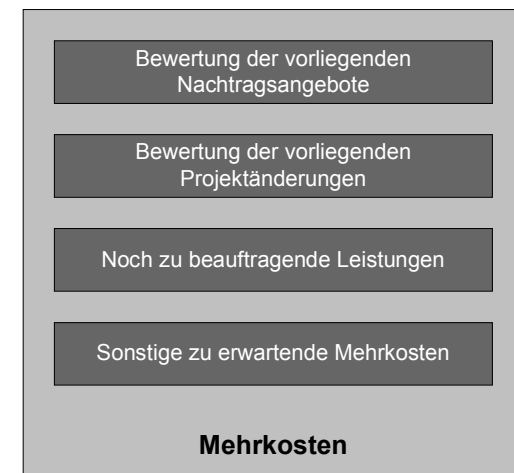 Bewertung der vorliegenden
Nachtragsangebote
Bewertung der vorliegenden
Projektänderungen
Noch zu beauftragende Leistungen
Sonstige zu erwartende Mehrkosten
Mehrkosten